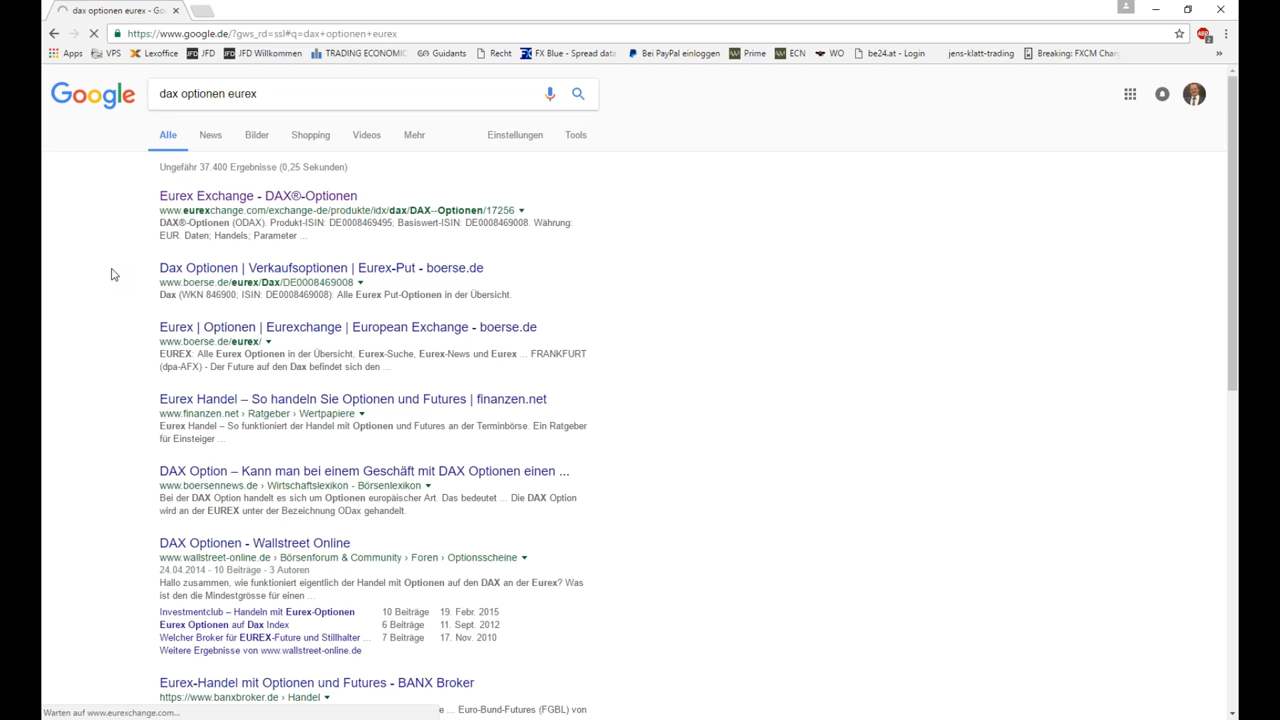 dax optionen eurex - Go
https://www.google.de/?gws_rd=ssl#q=dax+optionen+eurex
Apps VPS Lexoffice JFD JFD Willkommen TRADING ECONOMIC Guidants Recht FX Blue - Spread data Bei PayPal einloggen Prime ECN WO be24.at - Login jens-klatt-trading Breaking: FXCM Char »
Google dax optionen eurex
Alle News Bilder Shopping Videos Mehr Einstellungen Tools
Ungefähr 37.400 Ergebnisse (0,25 Sekunden)
Eurex Exchange - DAX®-Optionen
www.eurexchange.com/exchange-de/produkte/idx/dax/DAX--Optionen/17256
DAX®-Optionen (ODAX). Produkt-ISIN: DE0008469495, Basiswert-ISIN: DE0008469008. Währung:
EUR. Daten; Handels; Parameter ...
Dax Optionen | Verkaufsoptionen | Eurex-Put - boerse.de
www.boerse.de/eurex/Dax/DE0008469008
Dax (WKN 846900, ISIN: DE0008469008): Alle Eurex Put-Optionen in der Übersicht.
Eurex | Optionen | Eurexchange | European Exchange - boerse.de
www.boerse.de/eurex/
EUREX: Alle Eurex Optionen in der Übersicht, Eurex-Suche, Eurex-News und Eurex ... FRANKFURT
(dpa-AFX) - Der Future auf den Dax befindet sich den ...
Eurex Handel – So handeln Sie Optionen und Futures | finanzen.net
www.finanzen.net › Ratgeber › Wertpapiere
Eurex Handel – So funktioniert der Handel mit Optionen und Futures an der Terminbörse. Ein Ratgeber
für Einsteiger ...
DAX Option – Kann man bei einem Geschäft mit DAX Optionen einen ...
www.boersennews.de › Wirtschaftslexikon - Börsenlexikon
Bei der DAX Option handelt es sich um Optionen europäischer Art. Das bedeutet ... Die DAX Option
wird an der EUREX unter der Bezeichnung ODax gehandelt.
DAX Optionen - Wallstreet Online
www.wallstreet-online.de › Börsenforum & Community › Foren › Optionsscheine
24.04.2014 - 10 Beiträge - 3 Autoren
Hallo zusammen, wie funktioniert eigentlich der Handel mit Optionen auf den DAX an der Eurex? Was
ist den die Mindestgrösse für einen ...
Investmentclub – Handeln mit Eurex-Optionen 10 Beiträge 19. Febr. 2015
Eurex Optionen auf Dax Index 6 Beiträge 11. Sept. 2012
Welcher Broker für EUREX-Future und Stillhalter ... 7 Beiträge 17. Nov. 2010
Weitere Ergebnisse von www.wallstreet-online.de
Eurex-Handel mit Optionen und Futures - BANX Broker
https://www.banxbroker.de › Handel
e ... Euro-Bund-Futures (FGBL) von
Warten auf www.eurexchange.com...